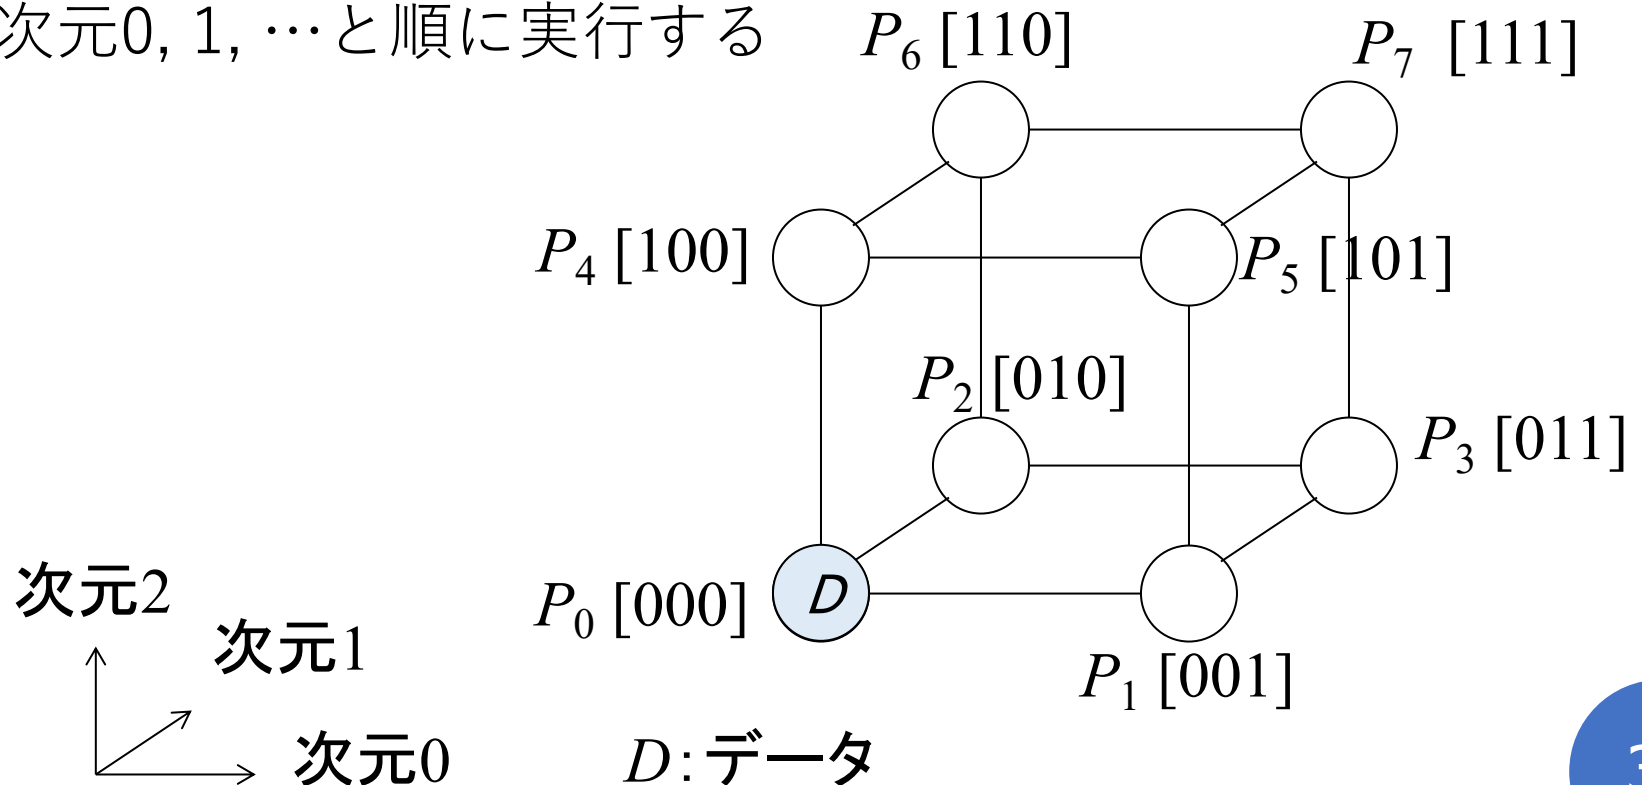 次元0, 1, …と順に実行する
P6 [110]
P7 [111]
P4 [100]
P5 [101]
P2 [010]
P3 [011]
P0 [000]
D
P1 [001]
次元2
次元1
次元0
D:データ